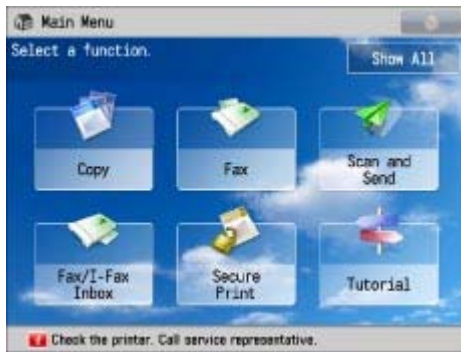 Main Menu
Select a function.
Show All
Copy
Fax
Scan and
Send
Fax/I-Fax
Inbox
Secure
Print
Tutorial
Check the printer. Call service representative.